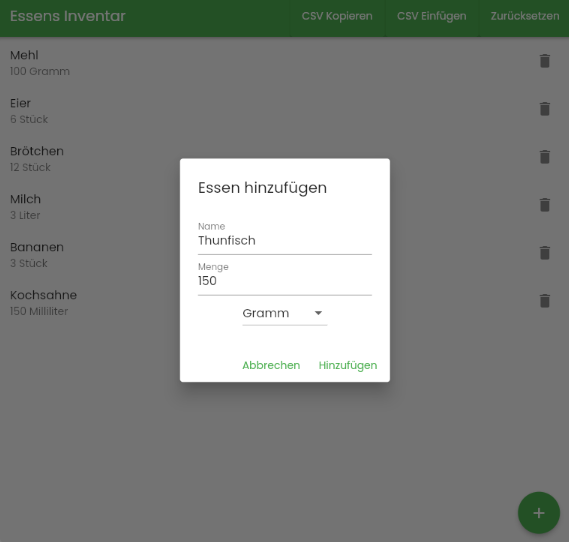 Essens Inventar
CSV Kopieren
CSV Einfügen
Zurücksetzen
Mehl
100 Gramm
Eier
6 Stück
Brötchen
12 Stück
Milch
3 Liter
Bananen
3 Stück
Kochsahne
150 Milliliter
Essen hinzufügen
Name
Thunfisch
Menge
150
Gramm
Abbrechen
Hinzufügen